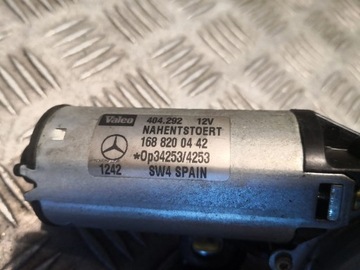 Valeo 404.292 12V
NAHENTSTOERT
168 820 04 42
*Op34253/4253
1242 SW4 SPAIN